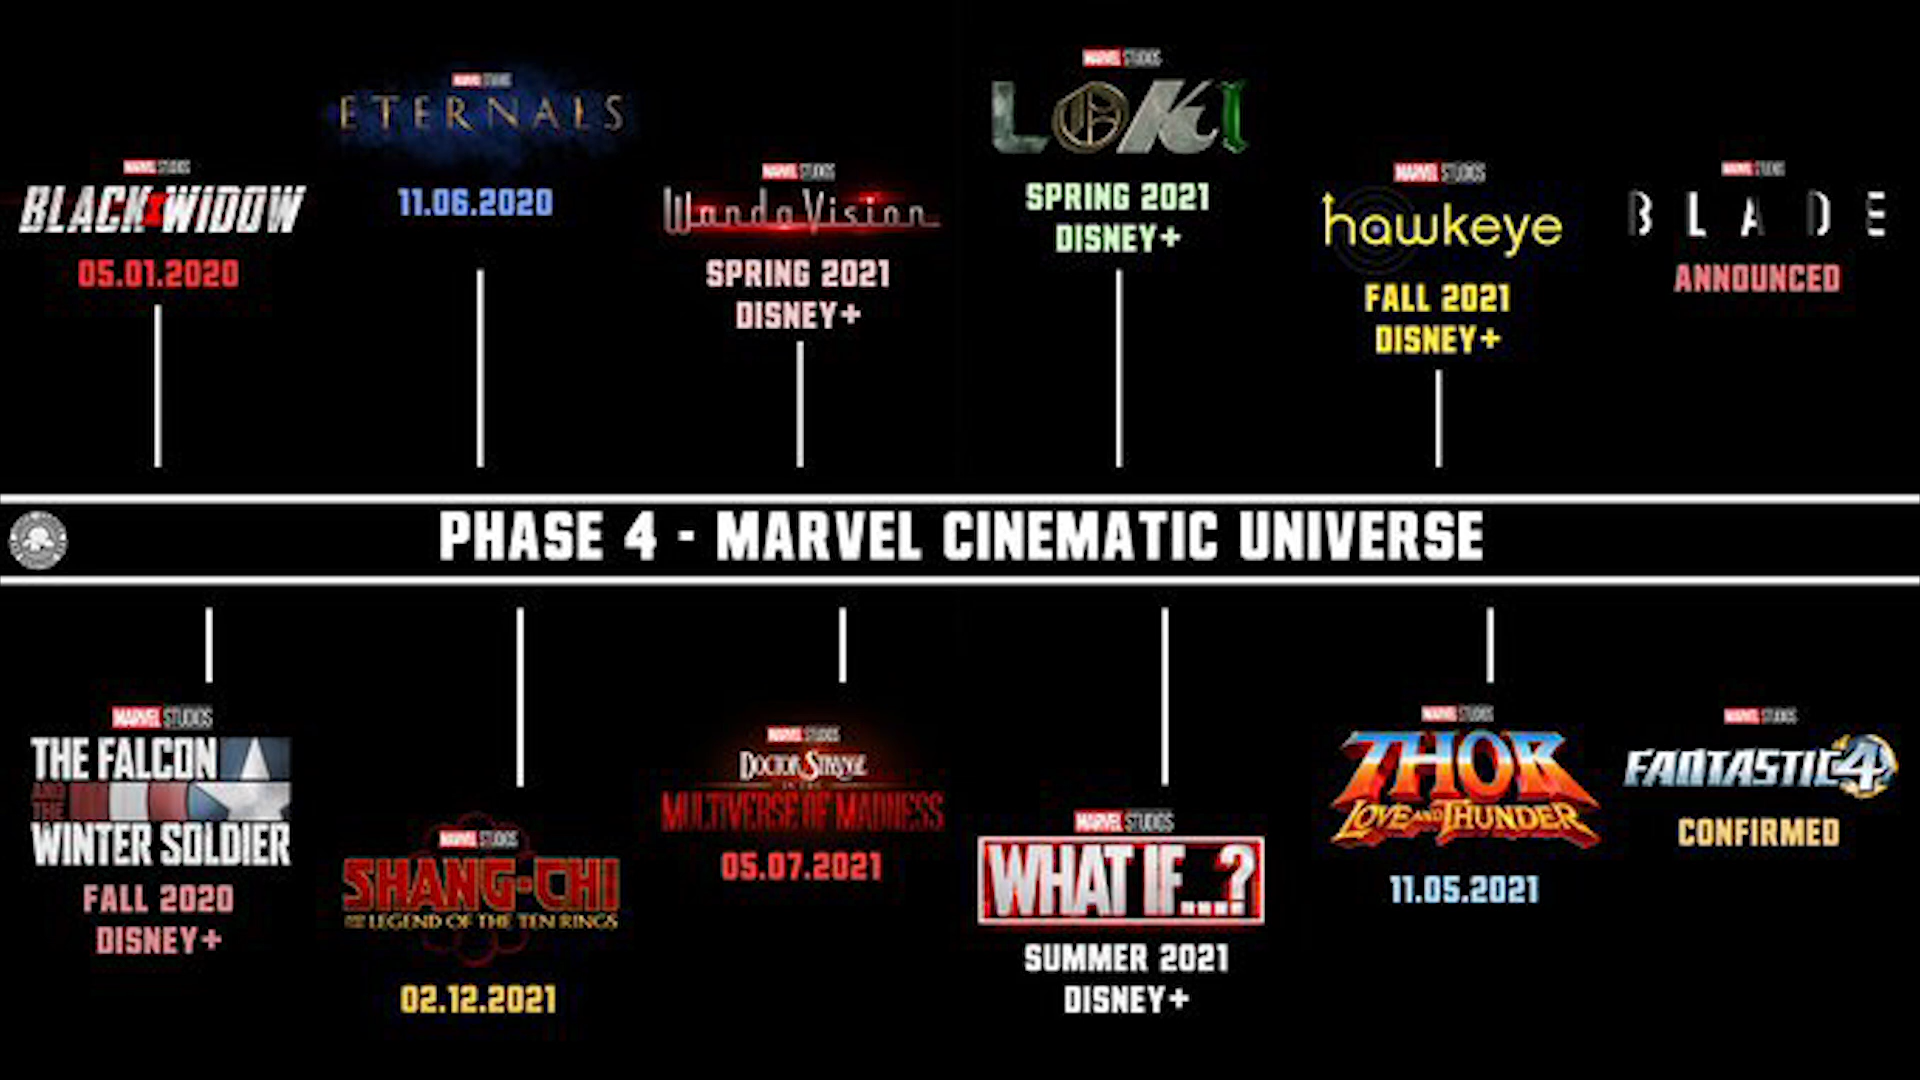 MARVEL STUDIOS
BLACK WIDOW
05.01.2020
MARVEL STUDIOS
ETERNALS
11.06.2020
MARVEL STUDIOS
WandaVision
SPRING 2021
DISNEY+
MARVEL STUDIOS
LOKI
SPRING 2021
DISNEY+
MARVEL STUDIOS
hawkeye
FALL 2021
DISNEY+
MARVEL STUDIOS
BLADE
ANNOUNCED
PHASE 4 - MARVEL CINEMATIC UNIVERSE
MARVEL STUDIOS
THE FALCON
AND
THE
WINTER SOLDIER
FALL 2020
DISNEY+
MARVEL STUDIOS
SHANG-CHI
AND THE LEGEND OF THE TEN RINGS
02.12.2021
MARVEL STUDIOS
DOCTOR STRANGE
IN THE
MULTIVERSE OF MADNESS
05.07.2021
MARVEL STUDIOS
WHAT IF...?
SUMMER 2021
DISNEY+
MARVEL STUDIOS
THOR
LOVE AND THUNDER
11.05.2021
MARVEL STUDIOS
FANTASTIC 4
CONFIRMED